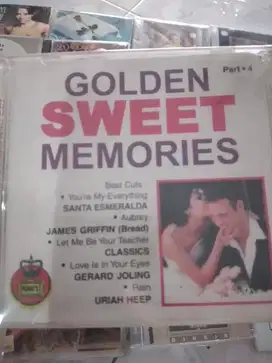 GOLDEN
Part • 4
SWEET
MEMORIES
Best Cuts
• You're My Everything
SANTA ESMERALDA
• Aubrey
JAMES GRIFFIN (Bread)
• Let Me Be Your Teacher
CLASSICS
• Love Is In Your Eyes
GERARD JOLING
• Rain
URIAH HEEP